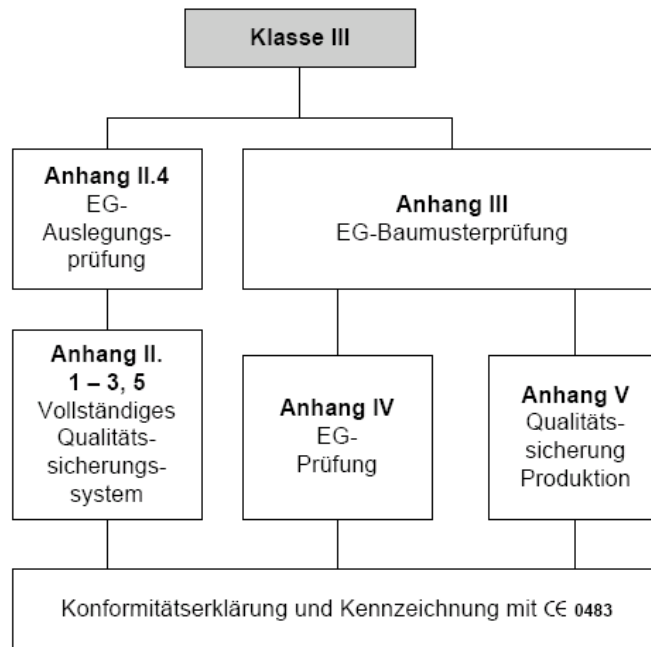 Klasse III
Anhang II.4
EG-
Auslegungs-
prüfung
Anhang III
EG-Baumusterprüfung
Anhang II.
1 – 3, 5
Vollständiges
Qualitäts-
sicherungs-
system
Anhang IV
EG-
Prüfung
Anhang V
Qualitäts-
sicherung
Produktion
Konformitätserklärung und Kennzeichnung mit CE 0483